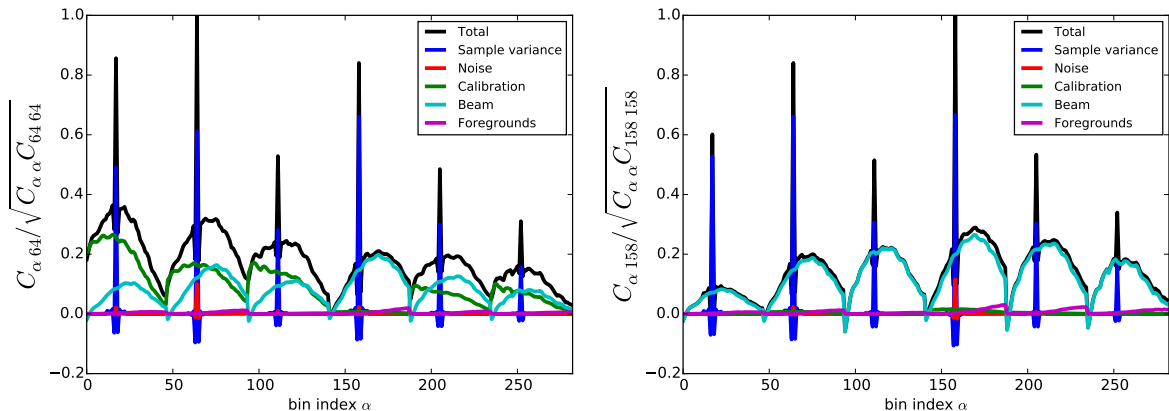 C_{α 64}/√C_{α α}C_{64 64}
1.0
0.8
0.6
0.4
0.2
0.0
−0.2
0 50 100 150 200 250
bin index α
Total
Sample variance
Noise
Calibration
Beam
Foregrounds
C_{α 158}/√C_{α α}C_{158 158}
1.0
0.8
0.6
0.4
0.2
0.0
−0.2
0 50 100 150 200 250
bin index α
Total
Sample variance
Noise
Calibration
Beam
Foregrounds